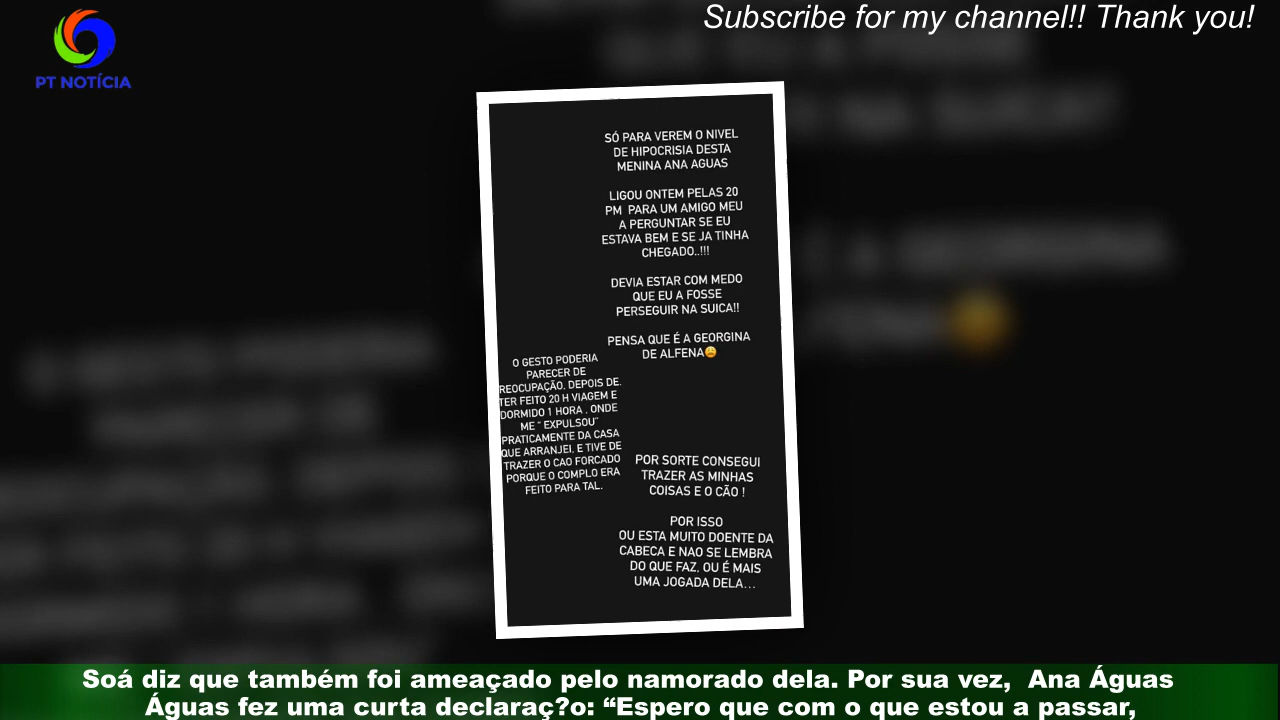 Subscribe for my channel!! Thank you!
PT NOTÍCIA
SÓ PARA VEREM O NIVEL
DE HIPOCRISIA DESTA
MENINA ANA AGUAS
LIGOU ONTEM PELAS 20
PM PARA UM AMIGO MEU
A PERGUNTAR SE EU
ESTAVA BEM E SE JA TINHA
CHEGADO..!!!
DEVIA ESTAR COM MEDO
QUE EU A FOSSE
PERSEGUIR NA SUICA!!
PENSA QUE É A GEORGINA
DE ALFENA😩
O GESTO PODERIA
PARECER DE
REOCUPAÇÃO, DEPOIS DE.
TER FEITO 20 H VIAGEM E
DORMIDO 1 HORA , ONDE
ME " EXPULSOU"
PRATICAMENTE DA CASA
QUE ARRANJEI. E TIVE DE
TRAZER O CAO FORCADO
PORQUE O COMPLO ERA
FEITO PARA TAL.
POR SORTE CONSEGUI
TRAZER AS MINHAS
COISAS E O CÃO !
POR ISSO
OU ESTA MUITO DOENTE DA
CABECA E NAO SE LEMBRA
DO QUE FAZ, OU É MAIS
UMA JOGADA DELA...
Soá diz que também foi ameaçado pelo namorado dela. Por sua vez,  Ana Águas
Águas fez uma curta declaraç?o: “Espero que com o que estou a passar,